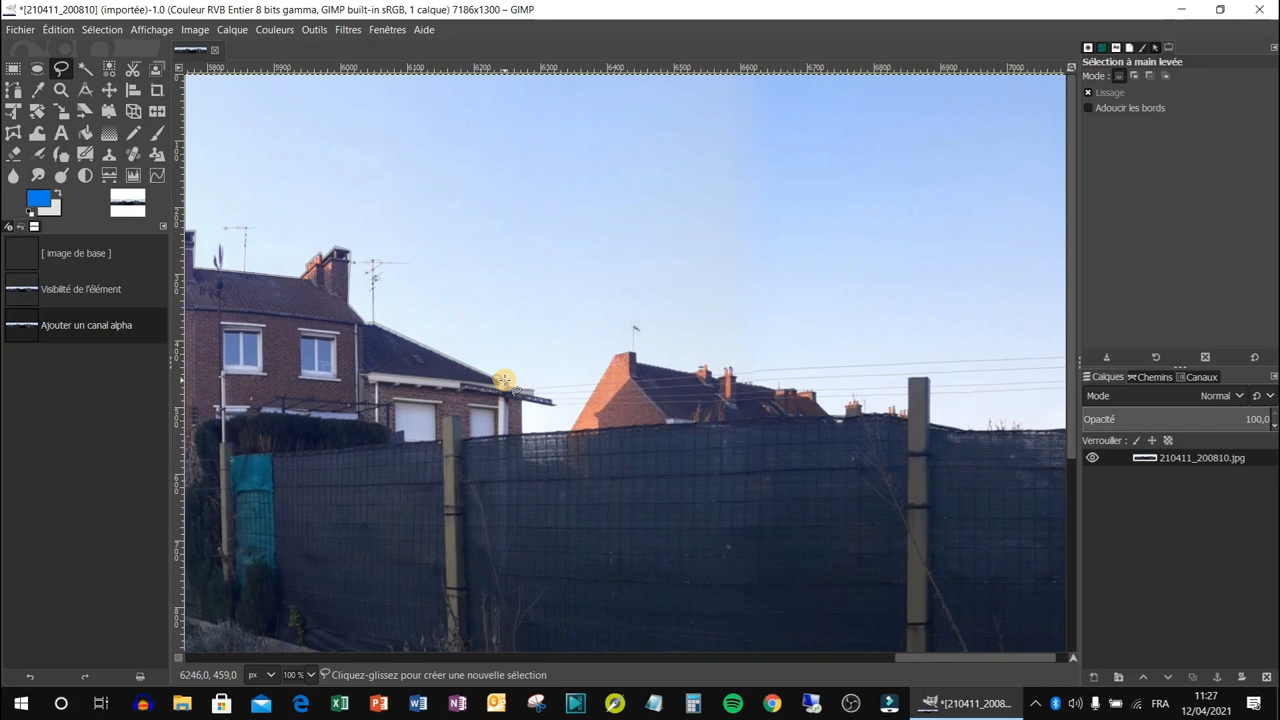 *[210411_200810] (importée)-1.0 (Couleur RVB Entier 8 bits gamma, GIMP built-in sRGB, 1 calque) 7186x1300 – GIMP
Fichier Édition Sélection Affichage Image Calque Couleurs Outils Filtres Fenêtres Aide
5800 5900 6000 6100 6200 6300 6400 6500 6600 6700 6800 6900 7000
Sélection à main levée
Mode :
Lissage
Adoucir les bords
[ Image de base ]
Visibilité de l'élément
Ajouter un canal alpha
Calques Chemins Canaux
Mode Normal
Opacité 100,0
Verrouiller :
210411_200810.jpg
6246,0, 459,0 px 100 % Cliquez-glissez pour créer une nouvelle sélection
*[210411_2008... FRA 11:27
12/04/2021